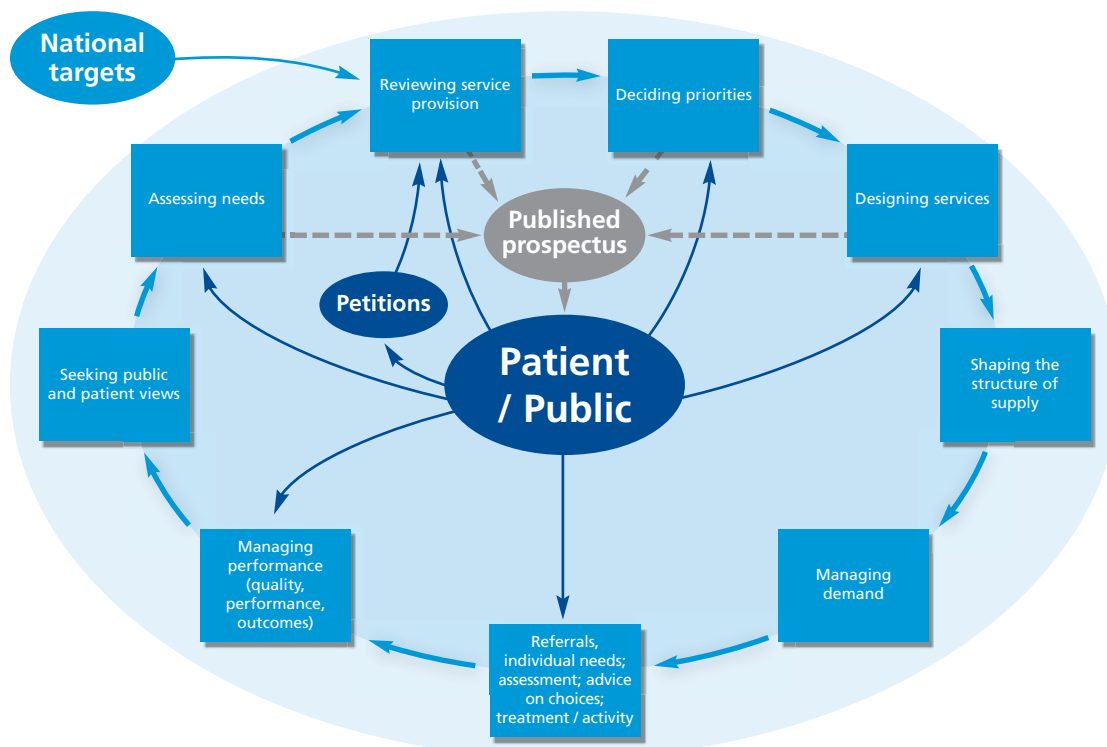 National
targets
Reviewing service
provision
Deciding priorities
Assessing needs
Designing services
Published
prospectus
Petitions
Patient
/ Public
Seeking public
and patient views
Shaping the
structure of
supply
Managing
performance
(quality,
performance,
outcomes)
Managing
demand
Referrals,
individual needs;
assessment; advice
on choices;
treatment / activity